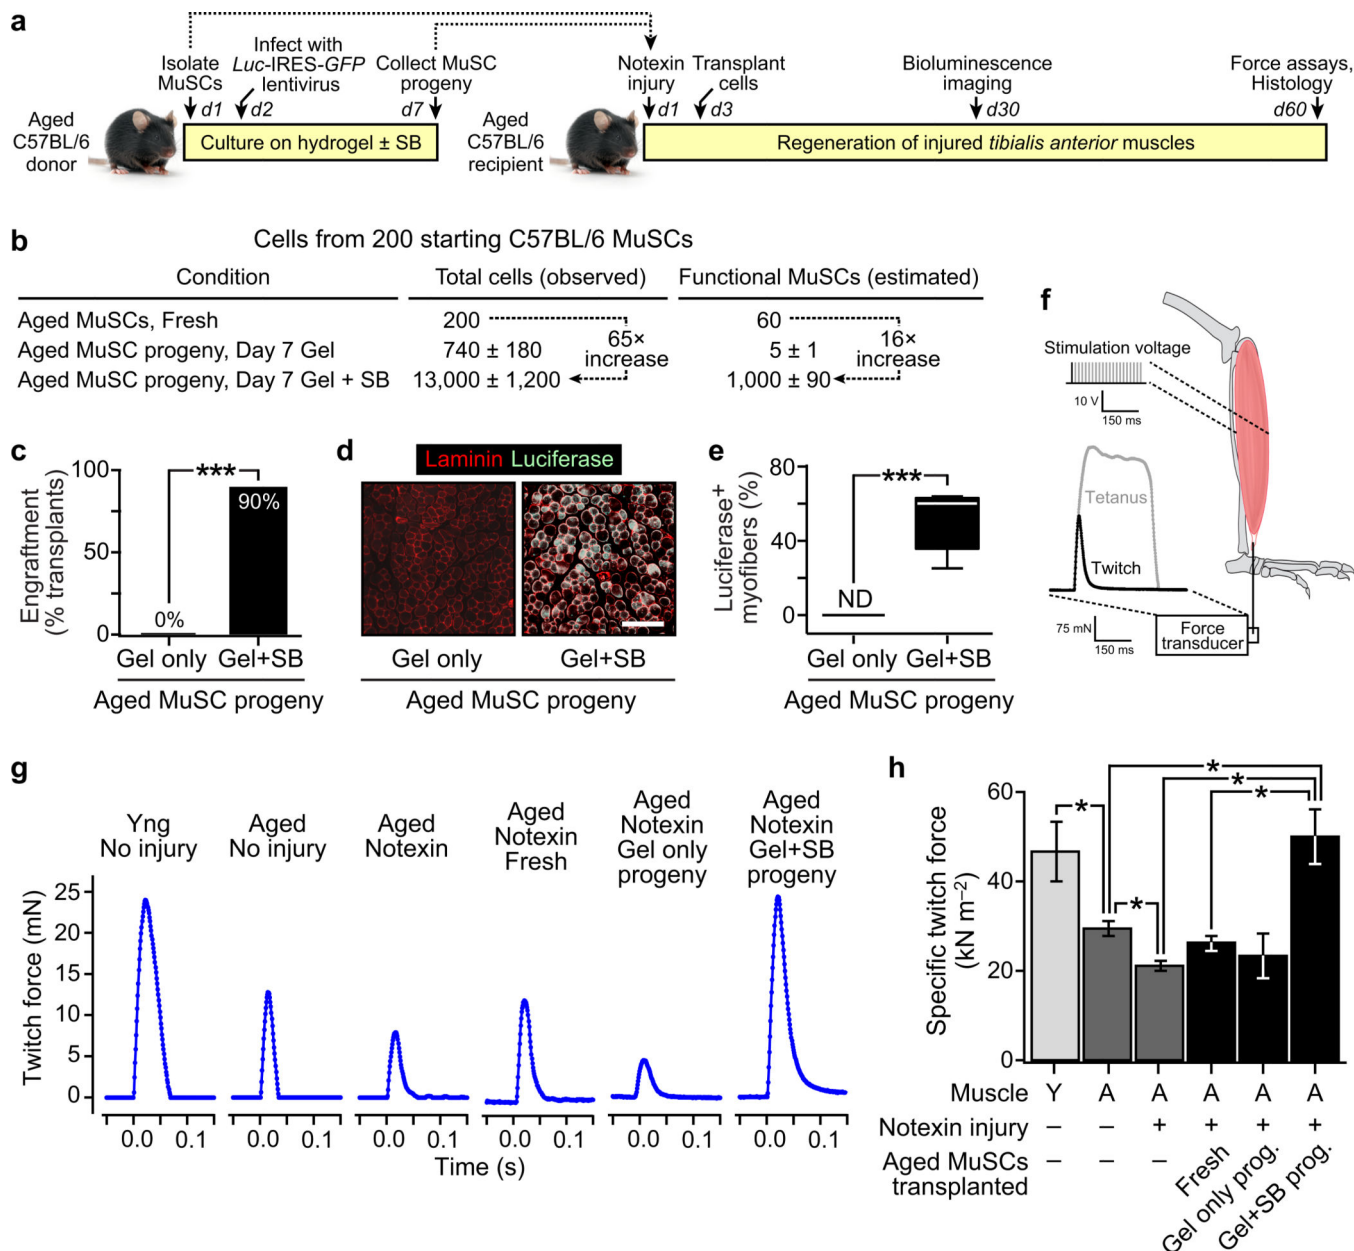 a
Isolate
MuSCs
d1
Infect with
Luc-IRES-GFP
lentivirus
d2
Collect MuSC
progeny
d7
Aged
C57BL/6
donor
Culture on hydrogel ± SB
Notexin
injury
d1
Transplant
cells
d3
Bioluminescence
imaging
d30
Force assays,
Histology
d60
Aged
C57BL/6
recipient
Regeneration of injured tibialis anterior muscles
b
Cells from 200 starting C57BL/6 MuSCs
Condition Total cells (observed) Functional MuSCs (estimated)
Aged MuSCs, Fresh 200 60
Aged MuSC progeny, Day 7 Gel 740 ± 180 5 ± 1
Aged MuSC progeny, Day 7 Gel + SB 13,000 ± 1,200 1,000 ± 90
65×
increase
16×
increase
c
Engraftment
(% transplants)
100
50
0
0%
90%
***
Gel only Gel+SB
Aged MuSC progeny
d
Laminin Luciferase
Gel only Gel+SB
Aged MuSC progeny
e
Luciferase+
myofibers (%)
80
40
0
ND
***
Gel only Gel+SB
Aged MuSC progeny
f
Stimulation voltage
10 V
150 ms
Tetanus
Twitch
75 mN
150 ms
Force
transducer
g
Yng
No injury
Aged
No injury
Aged
Notexin
Aged
Notexin
Fresh
Aged
Notexin
Gel only
progeny
Aged
Notexin
Gel+SB
progeny
Twitch force (mN)
25
20
15
10
5
0
0.0 0.1 0.0 0.1 0.0 0.1 0.0 0.1 0.0 0.1 0.0 0.1
Time (s)
h
Specific twitch force
(kN m−2)
60
40
20
0
*
*
*
*
*
Muscle Y A A A A A
Notexin injury − − + + + +
Aged MuSCs
transplanted
− − −
Fresh
Gel only prog.
Gel+SB prog.